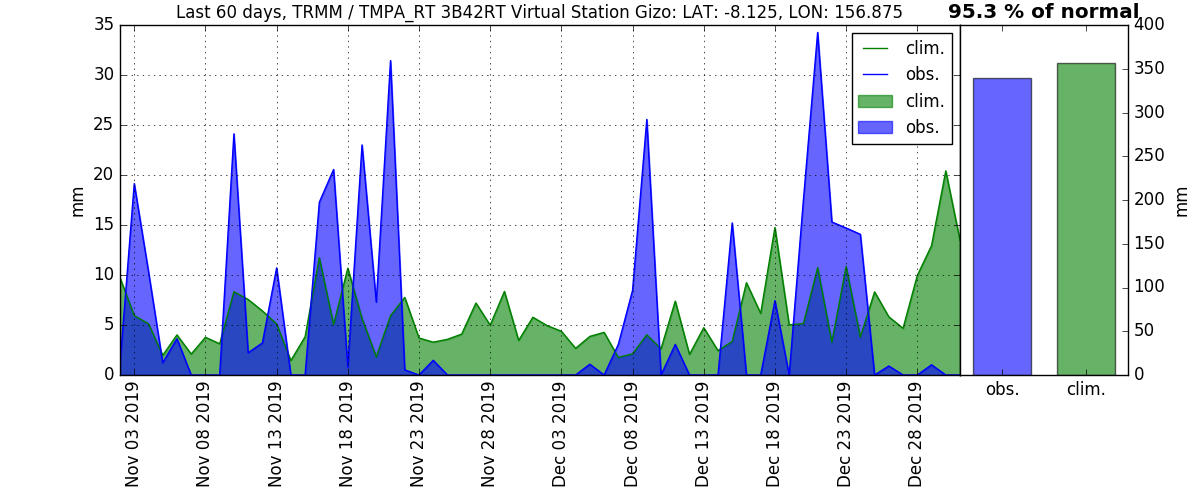 Last 60 days, TRMM / TMPA_RT 3B42RT Virtual Station Gizo: LAT: -8.125, LON: 156.875
95.3 % of normal
35
30
25
20
15
10
5
0
mm
clim.
obs.
clim.
obs.
400
350
300
250
200
150
100
50
0
mm
obs.
clim.
Nov 03 2019
Nov 08 2019
Nov 13 2019
Nov 18 2019
Nov 23 2019
Nov 28 2019
Dec 03 2019
Dec 08 2019
Dec 13 2019
Dec 18 2019
Dec 23 2019
Dec 28 2019